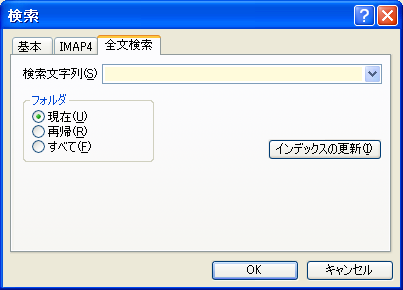 検索
基本 IMAP4 全文検索
検索文字列(S)
フォルダ
現在(U)
再帰(R)
すべて(F)
インデックスの更新(I)
OK キャンセル